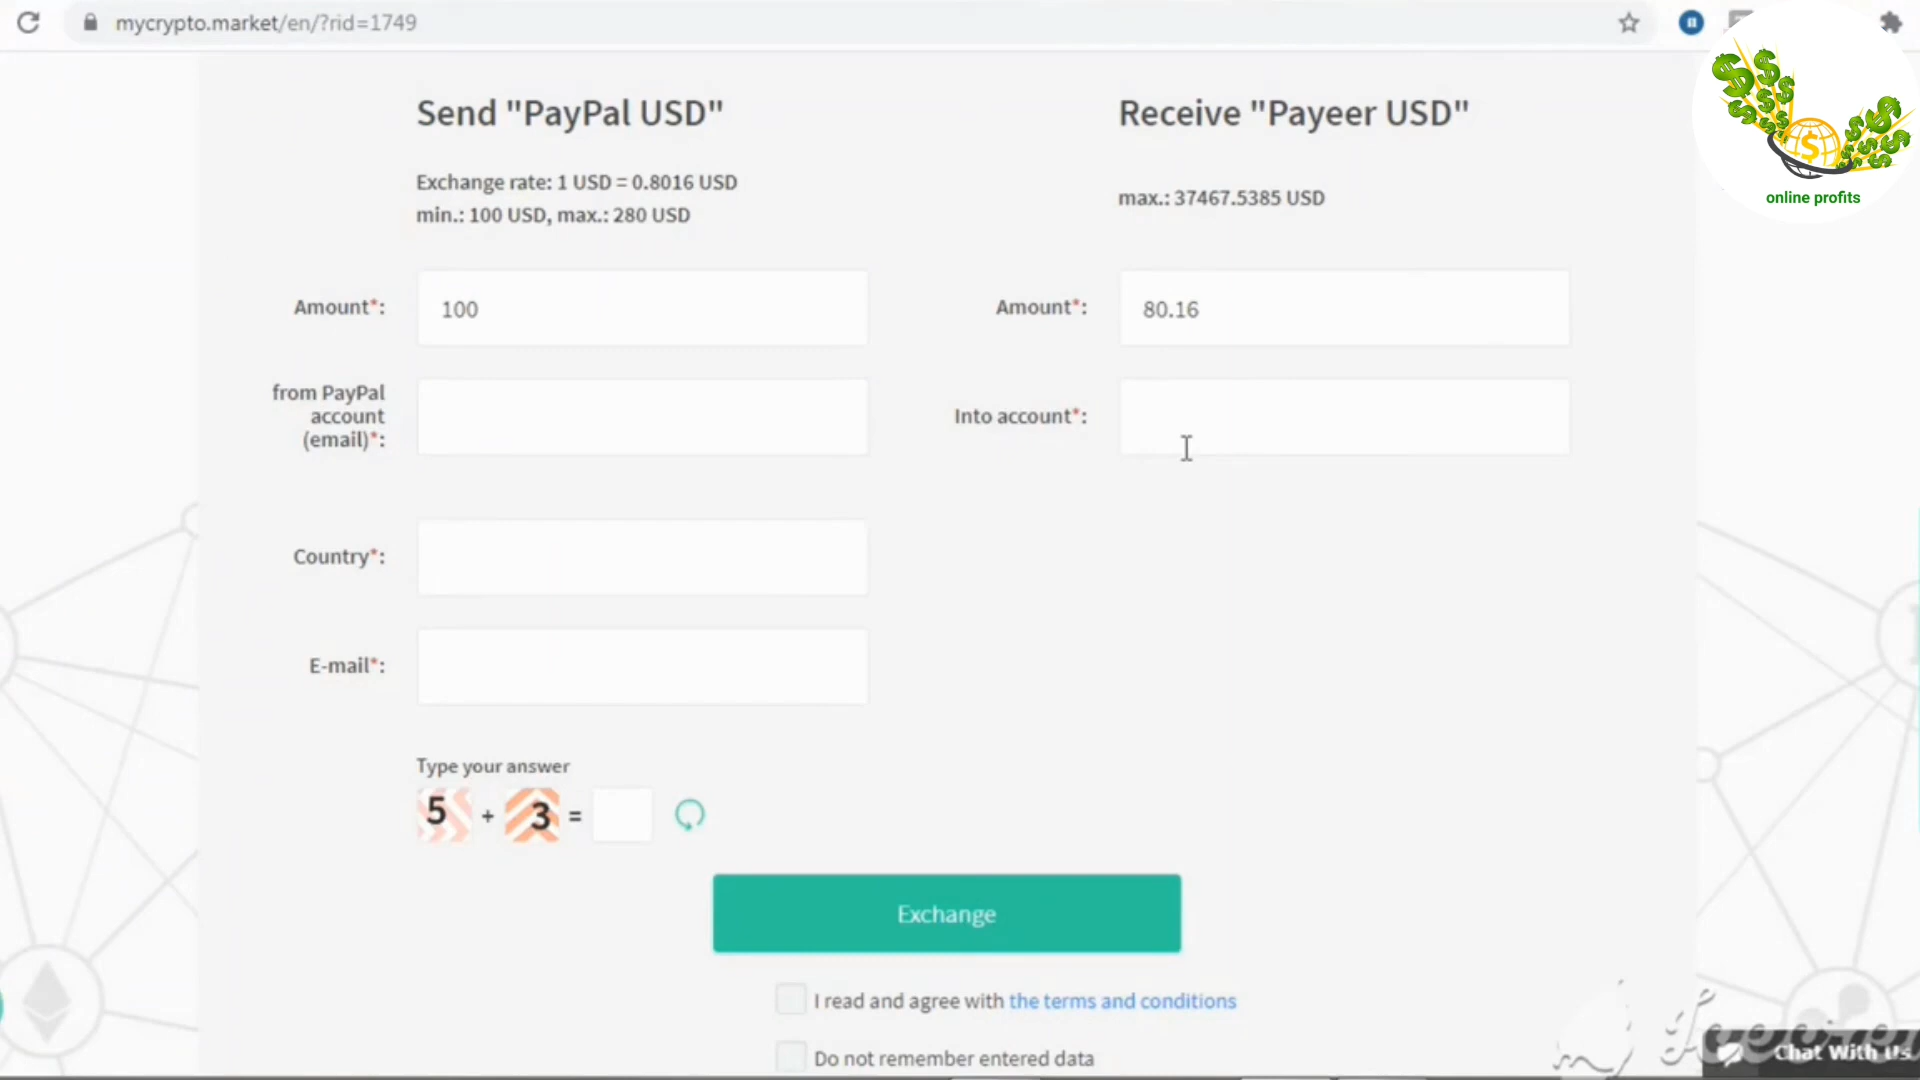 mycrypto.market/en/?rid=1749
Send "PayPal USD"
Exchange rate: 1 USD = 0.8016 USD
min.: 100 USD, max.: 280 USD
Amount*:
100
from PayPal
account
(email)*:
Country*:
E-mail*:
Type your answer
5 + 3 =
Receive "Payeer USD"
max.: 37467.5385 USD
Amount*:
80.16
Into account*:
Exchange
I read and agree with the terms and conditions
Do not remember entered data
online profits
Chat With Us